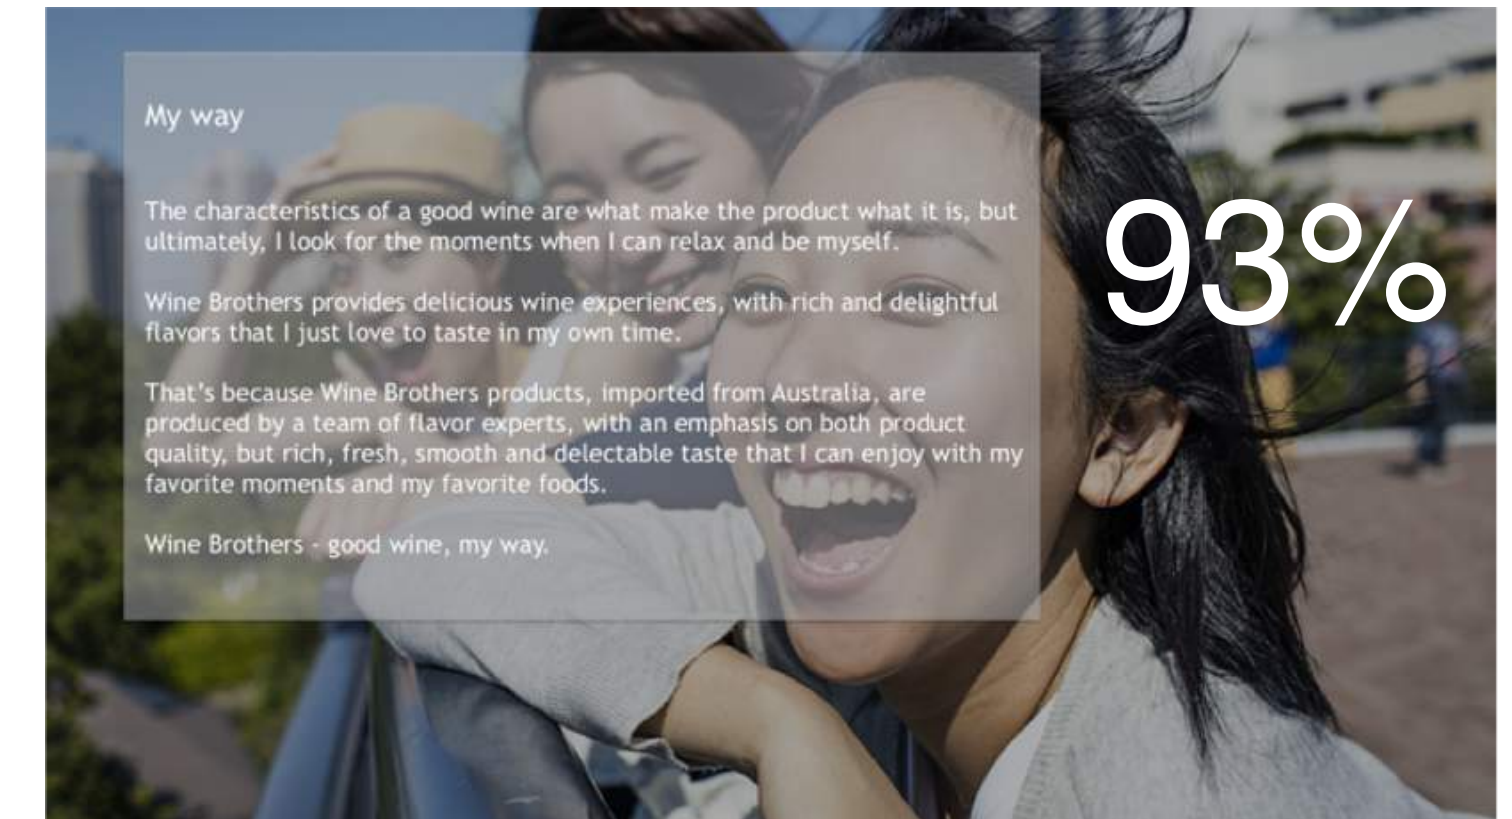 My way
The characteristics of a good wine are what make the product what it is, but
ultimately, I look for the moments when I can relax and be myself.
Wine Brothers provides delicious wine experiences, with rich and delightful
flavors that I just love to taste in my own time.
That's because Wine Brothers products, imported from Australia, are
produced by a team of flavor experts, with an emphasis on both product
quality, but rich, fresh, smooth and delectable taste that I can enjoy with my
favorite moments and my favorite foods.
Wine Brothers - good wine, my way.
93%